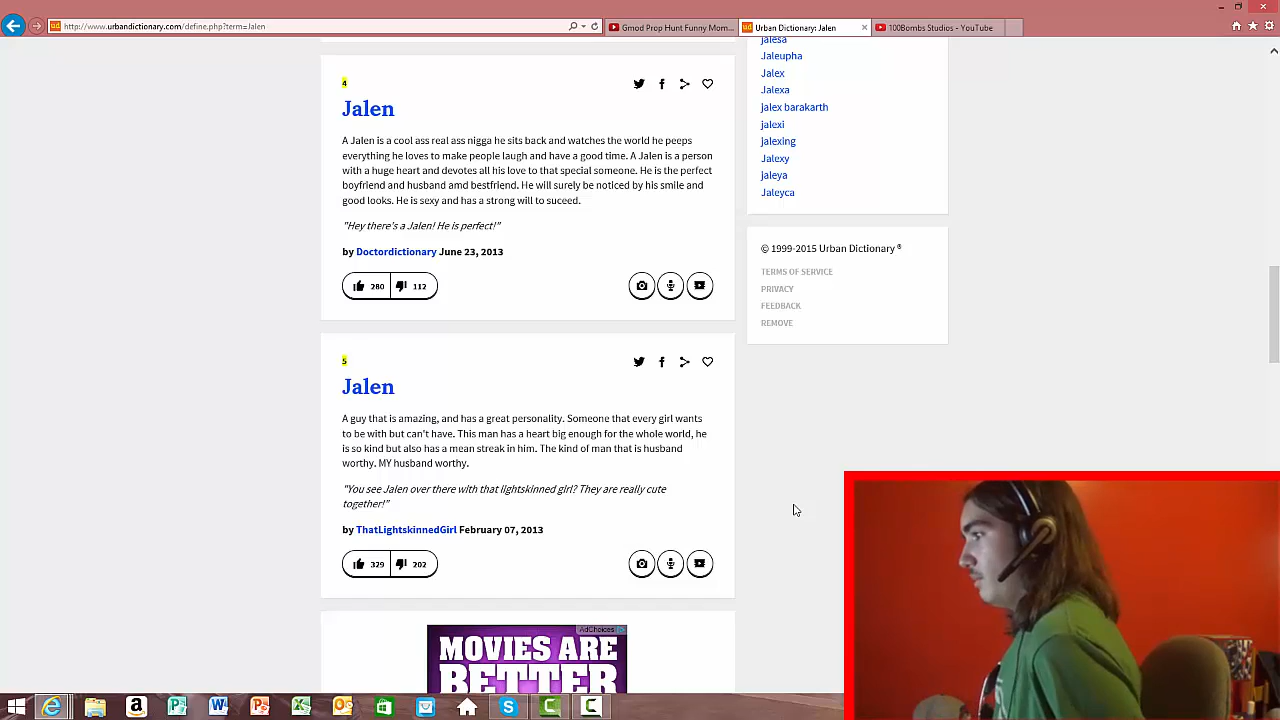 http://www.urbandictionary.com/define.php?term=Jalen
Gmod Prop Hunt Funny Mom...
Urban Dictionary: Jalen
100Bombs Studios - YouTube
4
Jalen
A Jalen is a cool ass real ass nigga he sits back and watches the world he peeps
everything he loves to make people laugh and have a good time. A Jalen is a person
with a huge heart and devotes all his love to that special someone. He is the perfect
boyfriend and husband amd bestfriend. He will surely be noticed by his smile and
good looks. He is sexy and has a strong will to suceed.
"Hey there's a Jalen! He is perfect!"
by Doctordictionary June 23, 2013
280 112
5
Jalen
A guy that is amazing, and has a great personality. Someone that every girl wants
to be with but can't have. This man has a heart big enough for the whole world, he
is so kind but also has a mean streak in him. The kind of man that is husband
worthy. MY husband worthy.
"You see Jalen over there with that lightskinned girl? They are really cute
together!"
by ThatLightskinnedGirl February 07, 2013
329 202
AdChoices
MOVIES ARE
BETTER
jalesa
Jaleupha
Jalex
Jalexa
jalex barakarth
jalexi
jalexing
Jalexy
jaleya
Jaleyca
© 1999-2015 Urban Dictionary ®
TERMS OF SERVICE
PRIVACY
FEEDBACK
REMOVE